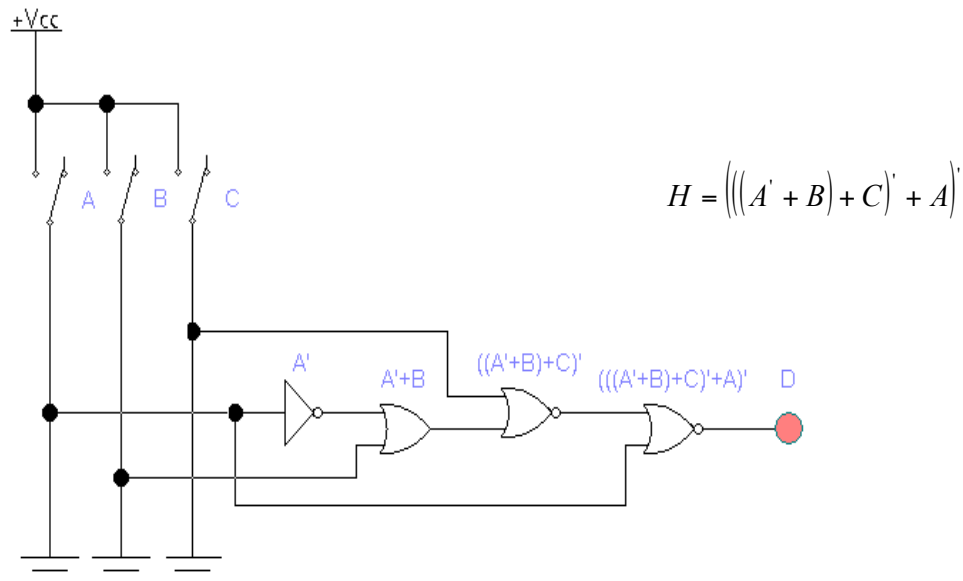 +Vcc
A B C
H = (((A' + B) + C)' + A)'
A'
A'+B
((A'+B)+C)'
(((A'+B)+C)'+A)'
D